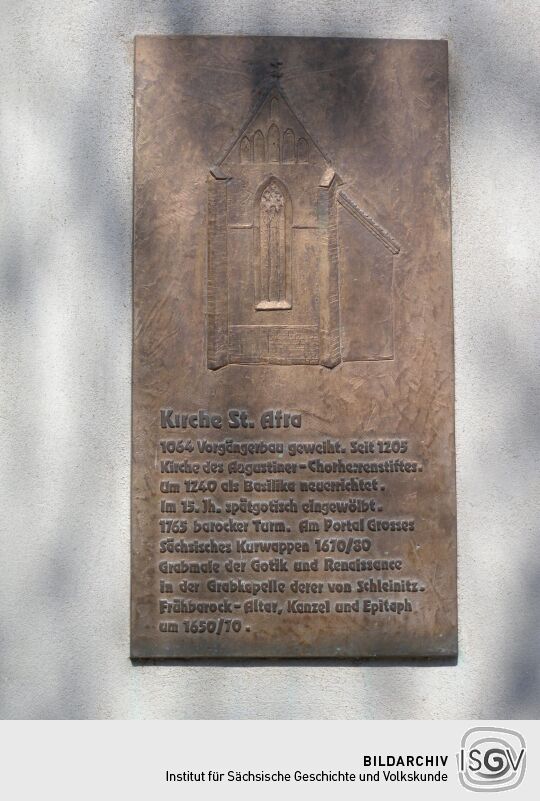 Kirche St. Afra
1064 Vorgängerbau geweiht. Seit 1205
Kirche des Augustiner-Chorherrenstiftes.
Um 1240 als Basilika neuerrichtet.
Im 15. Jh. spätgotisch eingewölbt.
1765 barocker Turm. Am Portal Grosses
Sächsisches Kurwappen 1670/80
Grabmale der Gotik und Renaissance
in der Grabkapelle derer von Schleinitz.
Frühbarock-Altar, Kanzel und Epitaph
um 1650/70.
BILDARCHIV
Institut für Sächsische Geschichte und Volkskunde
ISGV